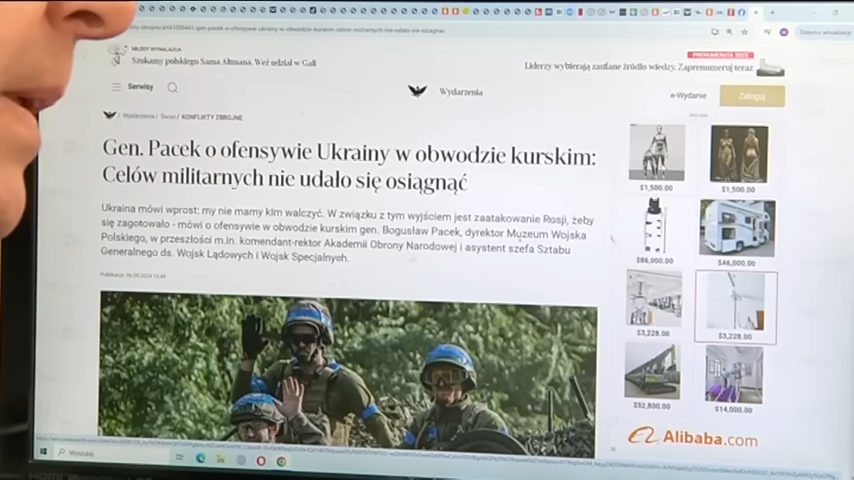 MŁODY WYNALAZCA
Szukamy polskiego Sama Altmana. Weź udział w Gali
PRENUMERATA 2025
Liderzy wybierają zaufane źródło wiedzy. Zaprenumeruj teraz
Serwisy
Wydarzenia
e-Wydanie
Zaloguj
/ Wydarzenia / Świat / KONFLIKTY ZBROJNE
Gen. Pacek o ofensywie Ukrainy w obwodzie kurskim:
Celów militarnych nie udało się osiągnąć
Ukraina mówi wprost: my nie mamy kim walczyć. W związku z tym wyjściem jest zaatakowanie Rosji, żeby
się zagotowało - mówi o ofensywie w obwodzie kurskim gen. Bogusław Pacek, dyrektor Muzeum Wojska
Polskiego, w przeszłości m.in. komendant-rektor Akademii Obrony Narodowej i asystent szefa Sztabu
Generalnego ds. Wojsk Lądowych i Wojsk Specjalnych.
$1,500.00
$1,500.00
$86,000.00
$46,000.00
$3,228.00
$3,228.00
$52,800.00
$14,000.00
Alibaba.com
Wyszukaj